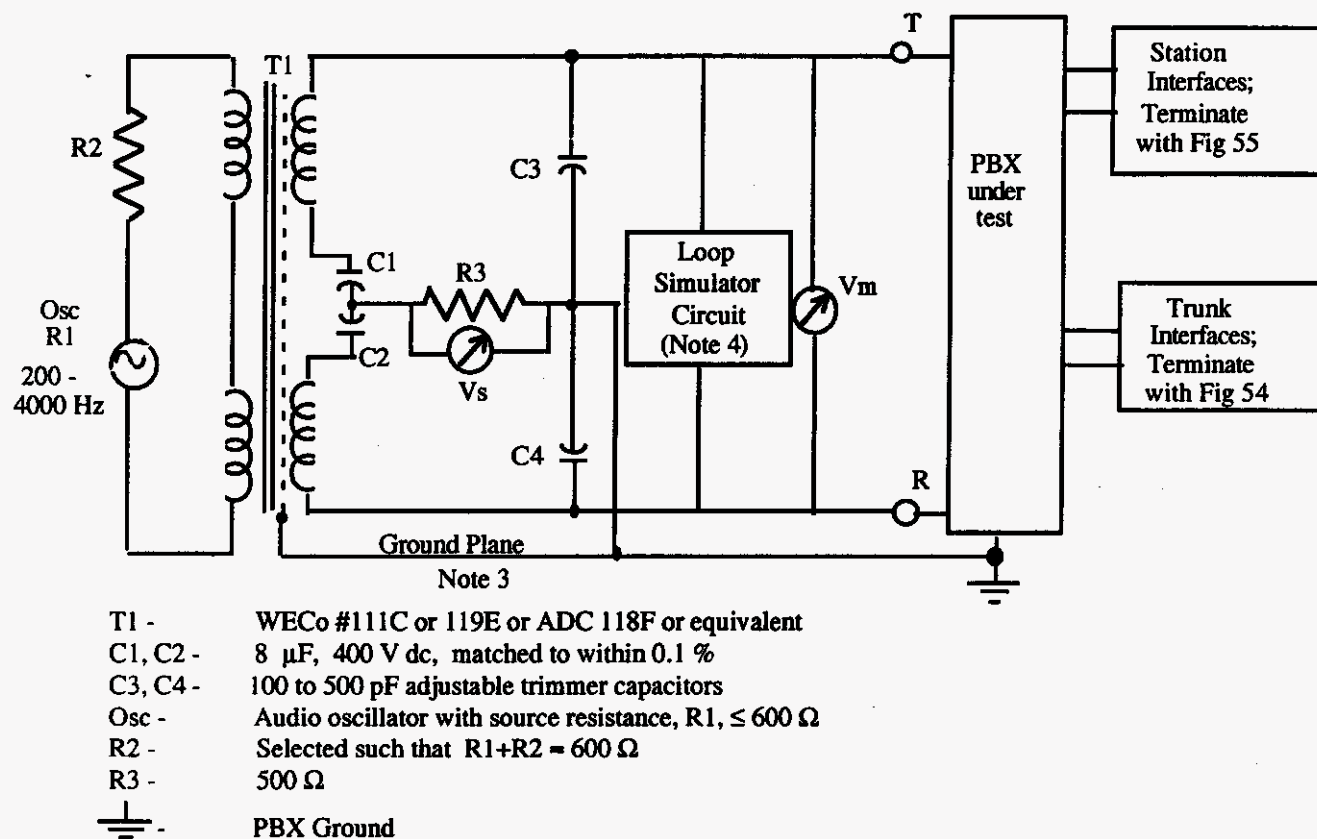 T
T1
R2
C3
Station
Interfaces;
Terminate
with Fig 55
PBX
under
test
C1
R3
Loop
Simulator
Circuit
(Note 4)
Vm
Osc
R1
200 -
4000 Hz
C2
Vs
Trunk
Interfaces;
Terminate
with Fig 54
C4
R
Ground Plane
Note 3
T1 - WECo #111C or 119E or ADC 118F or equivalent
C1, C2 - 8 µF, 400 V dc, matched to within 0.1 %
C3, C4 - 100 to 500 pF adjustable trimmer capacitors
Osc - Audio oscillator with source resistance, R1, ≤ 600 Ω
R2 - Selected such that R1+R2 = 600 Ω
R3 - 500 Ω
- PBX Ground